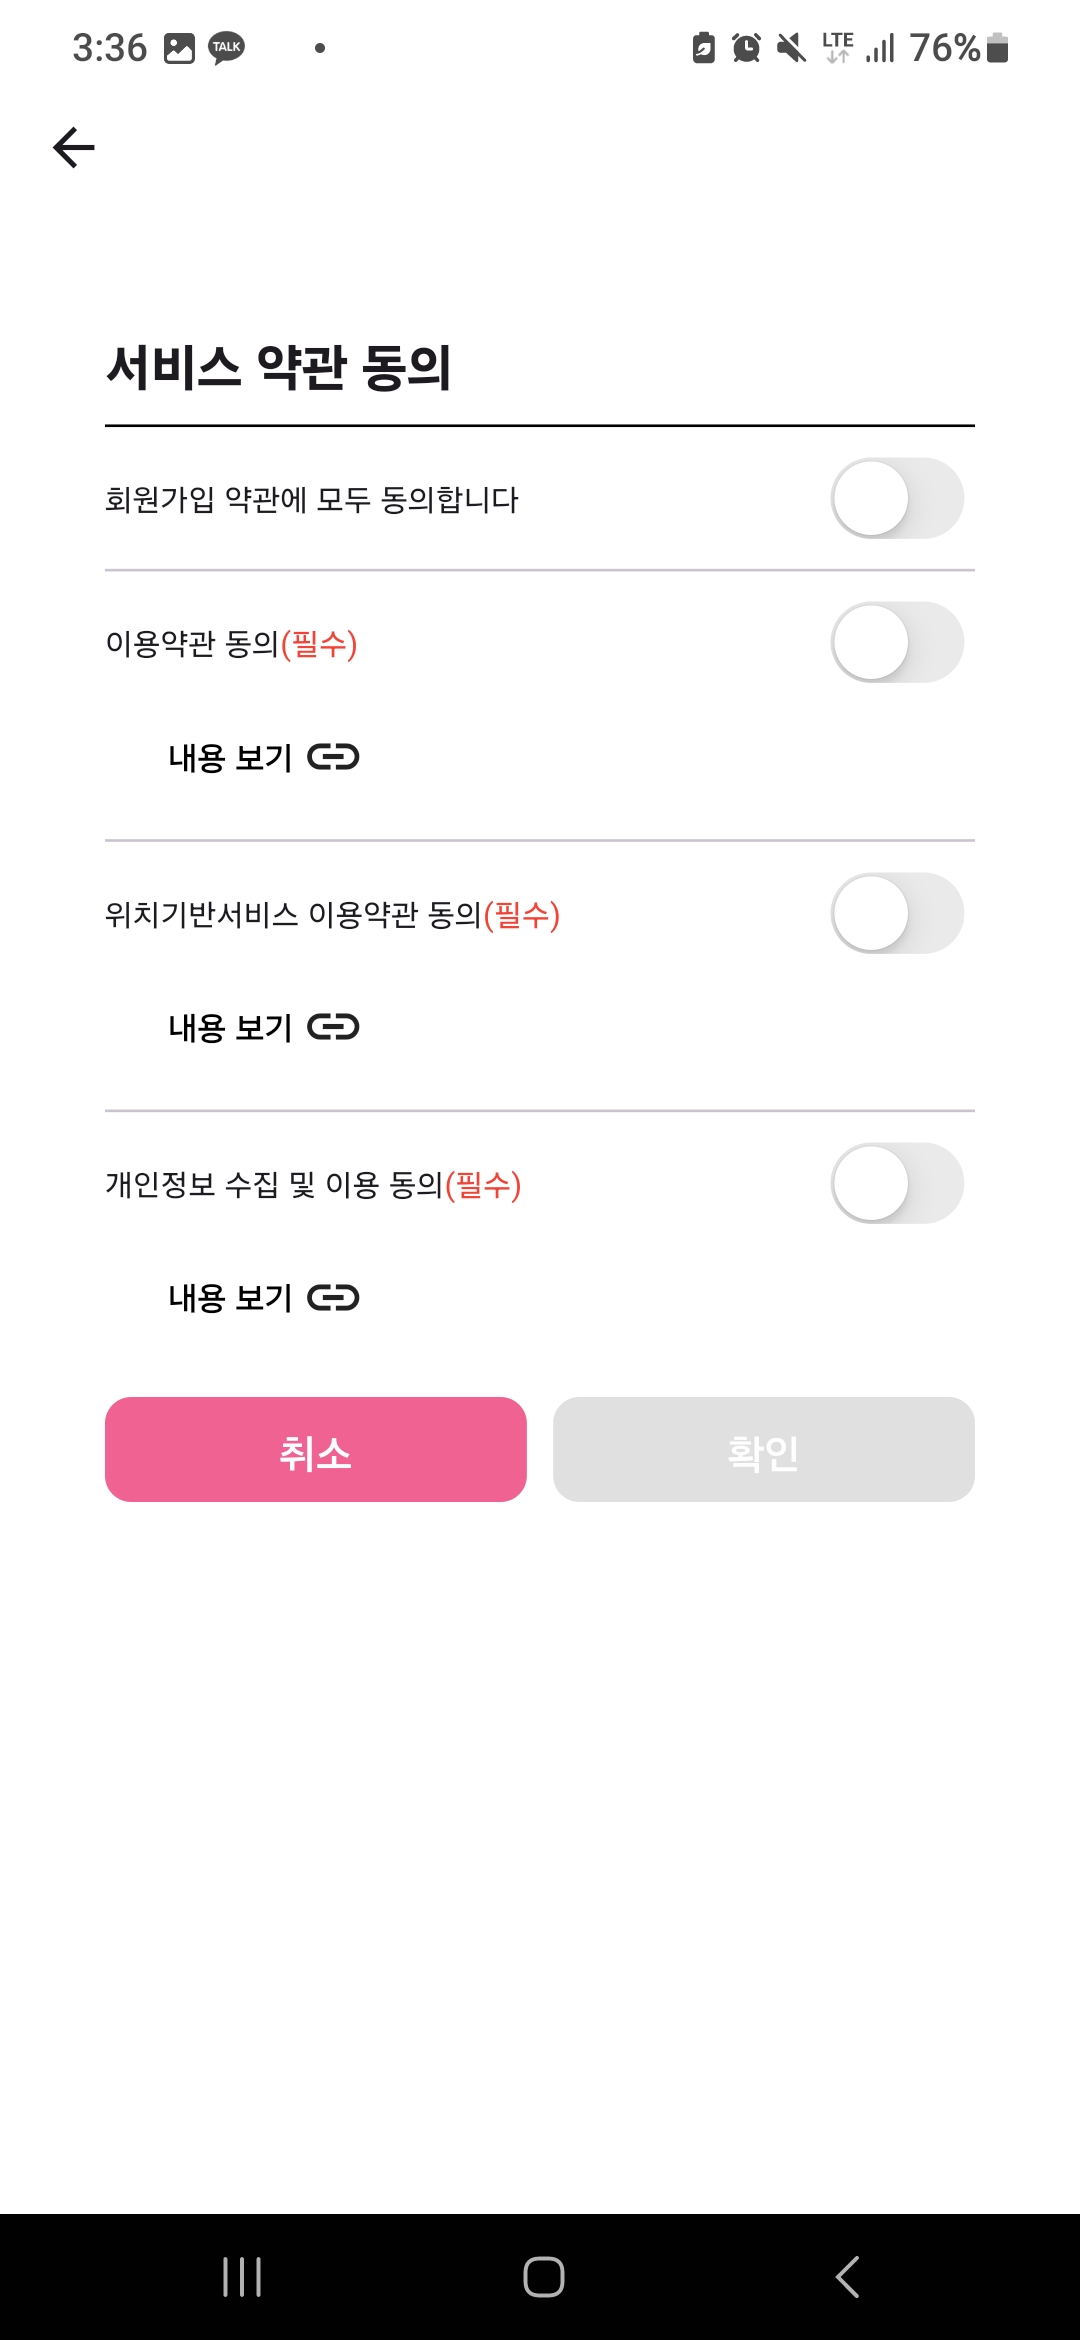 3:36 TALK LTE 76%
서비스 약관 동의
회원가입 약관에 모두 동의합니다
이용약관 동의(필수)
내용 보기
위치기반서비스 이용약관 동의(필수)
내용 보기
개인정보 수집 및 이용 동의(필수)
내용 보기
취소 확인